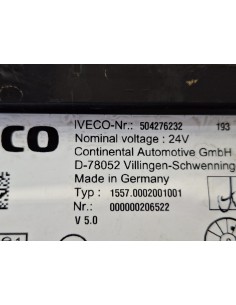 IVECO-Nr.: 504276232 193
Nominal voltage : 24V
CO Continental Automotive GmbH
D-78052 Villingen-Schwenning
Made in Germany
Typ : 1557.0002001001
Nr.: 000000206522
V 5.0